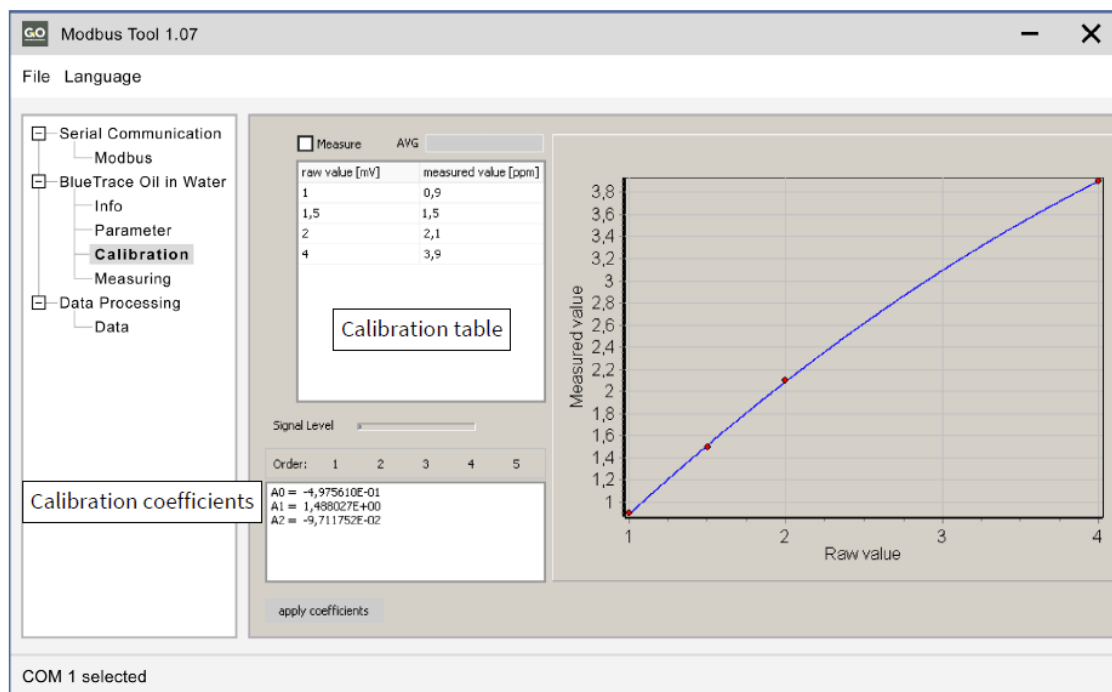 GO Modbus Tool 1.07
File Language
Serial Communication
Modbus
BlueTrace Oil in Water
Info
Parameter
Calibration
Measuring
Data Processing
Data
Measure AVG
raw value [mV] measured value [ppm]
1 0,9
1,5 1,5
2 2,1
4 3,9
Calibration table
Signal Level
Order: 1 2 3 4 5
Calibration coefficients
A0 = -4,975610E-01
A1 = 1,488027E+00
A2 = -9,711752E-02
apply coefficients
Measured value
3,8
3,6
3,4
3,2
3
2,8
2,6
2,4
2,2
2
1,8
1,6
1,4
1,2
1
1 2 3 4
Raw value
COM 1 selected